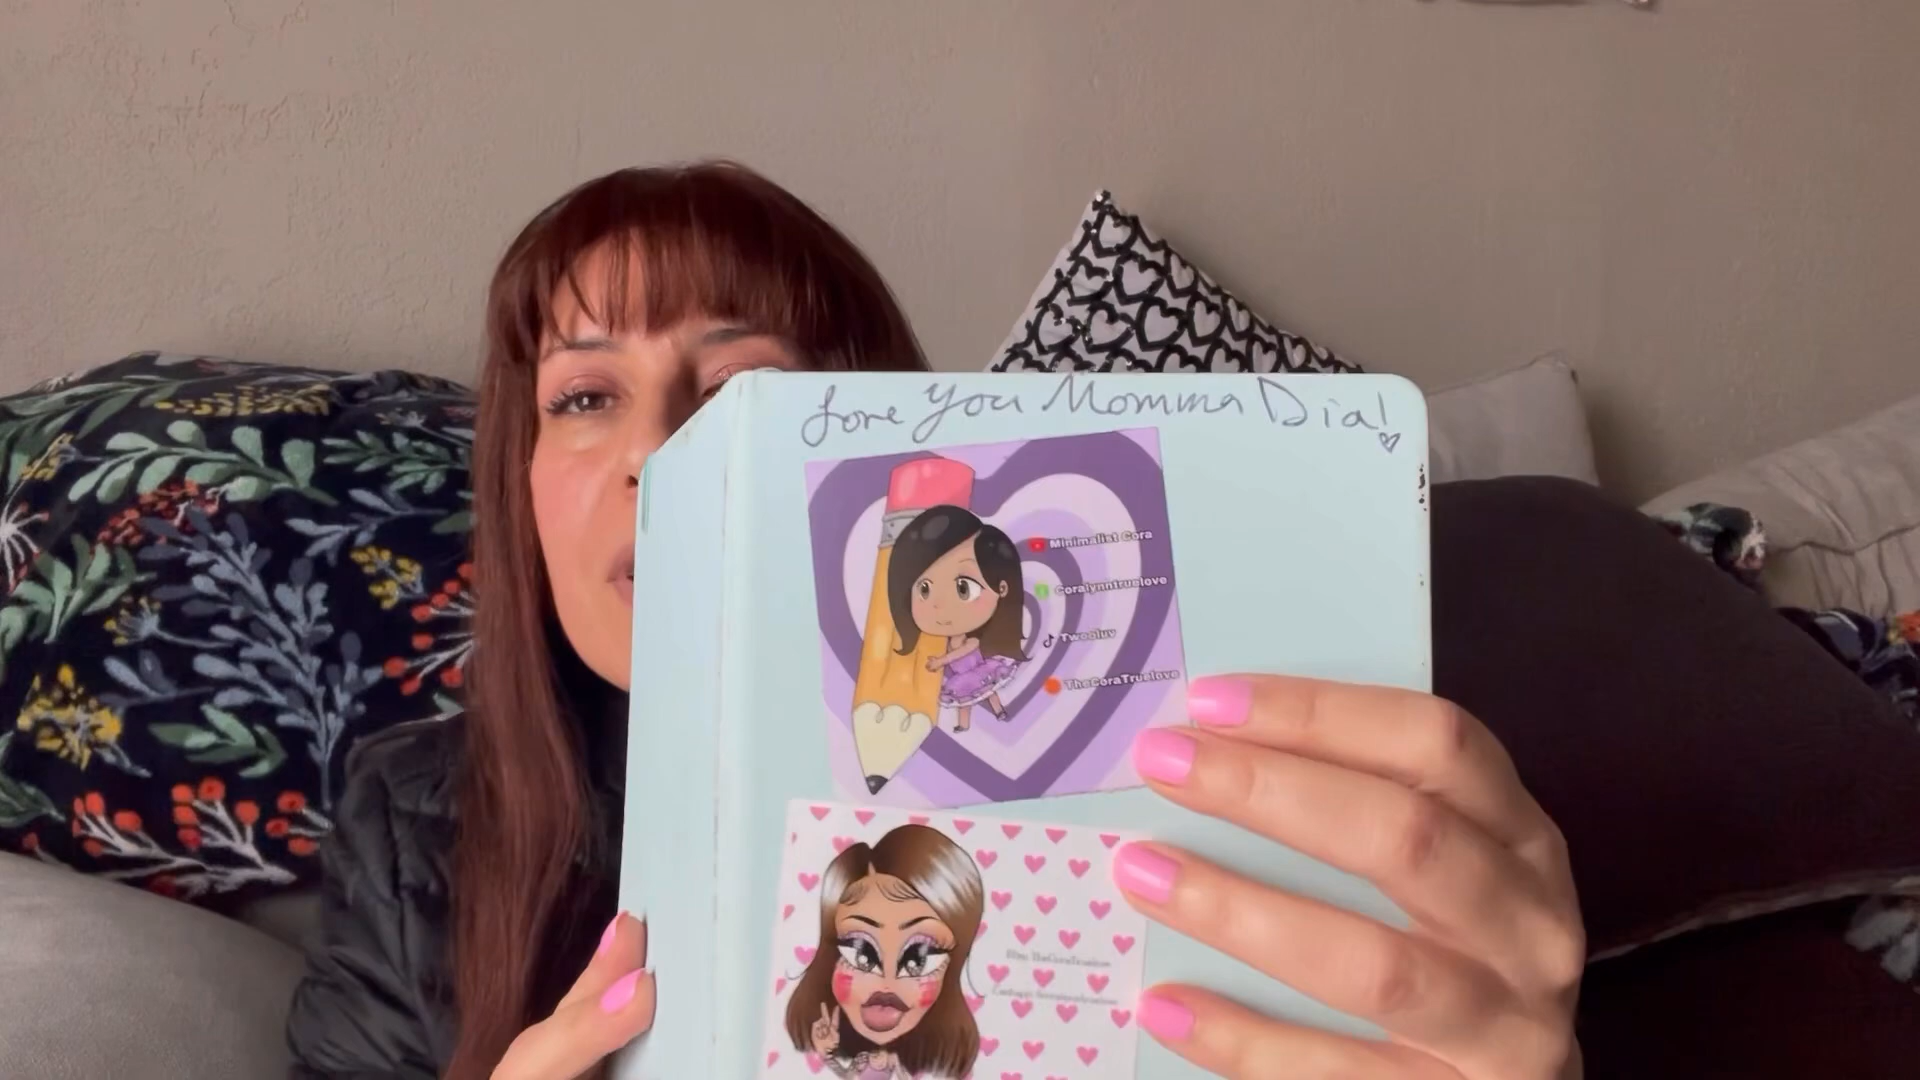 Love You Momma Dia!
Minimalist Cora
Coralynntruelove
Twooluv
TheCoraTruelove